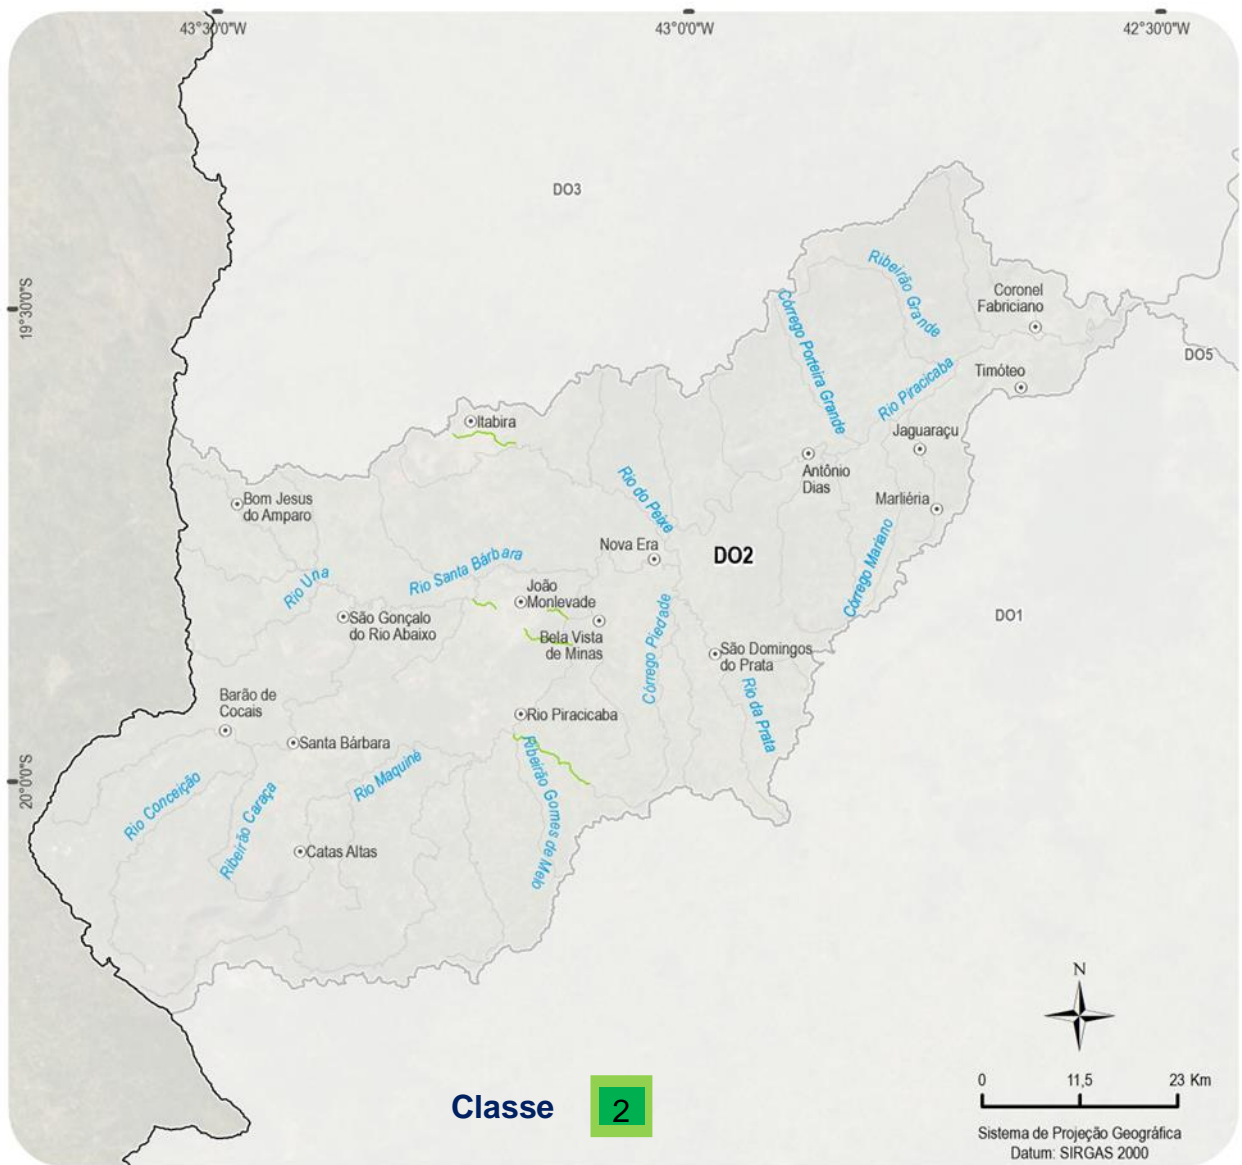 43°30'0"W
43°0'0"W
42°30'0"W
DO3
Ribeirão Grande
Coronel
Fabriciano
19°30'0"S
Córrego Porteira Grande
DO5
Rio Piracicaba
Timóteo
Itabira
Jaguaraçu
Antônio
Dias
Rio do Peixe
Bom Jesus
do Amparo
Marliéria
Nova Era
DO2
Rio Santa Bárbara
Córrego Mariano
Rio Una
João
Monlevade
Córrego Piedade
São Gonçalo
do Rio Abaixo
DO1
Bela Vista
de Minas
São Domingos
do Prata
Rio da Prata
Barão de
Cocais
Rio Piracicaba
Santa Bárbara
Rio Maquiné
Ribeirão Gomes de Melo
20°0'0"S
Rio Conceição
Ribeirão Caraça
Catas Altas
N
0 11,5 23 Km
Classe 2
Sistema de Projeção Geográfica
Datum: SIRGAS 2000